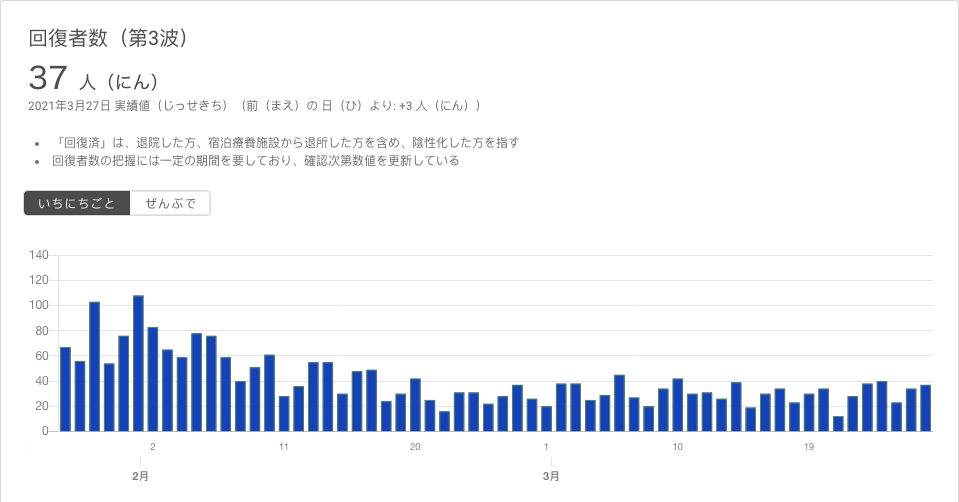 回復者数（第3波）
37 人（にん）
2021年3月27日 実績値（じっせきち）（前（まえ）の 日（ひ）より: +3 人（にん））
• 「回復済」は、退院した方、宿泊療養施設から退所した方を含め、陰性化した方を指す
• 回復者数の把握には一定の期間を要しており、確認次第数値を更新している
いちにちごと ぜんぶで
140
120
100
80
60
40
20
0
2 11 20 1 10 19
2月 3月